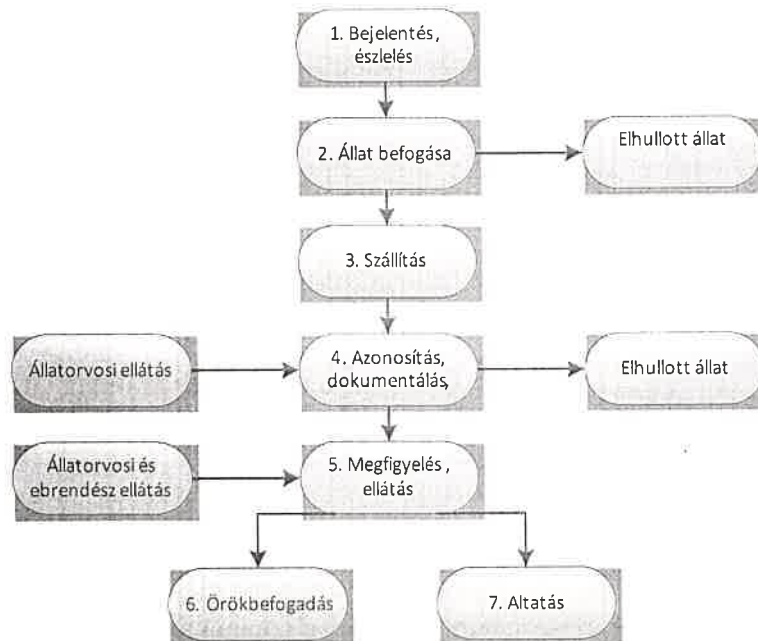 1. Bejelentés,
észlelés
2. Állat befogása
Elhullott állat
3. Szállítás
Állatorvosi ellátás
4. Azonosítás,
dokumentálás,
Elhullott állat
Állatorvosi és
ebrendész ellátás
5. Megfigyelés,
ellátás
6. Örökbefogadás
7. Altatás